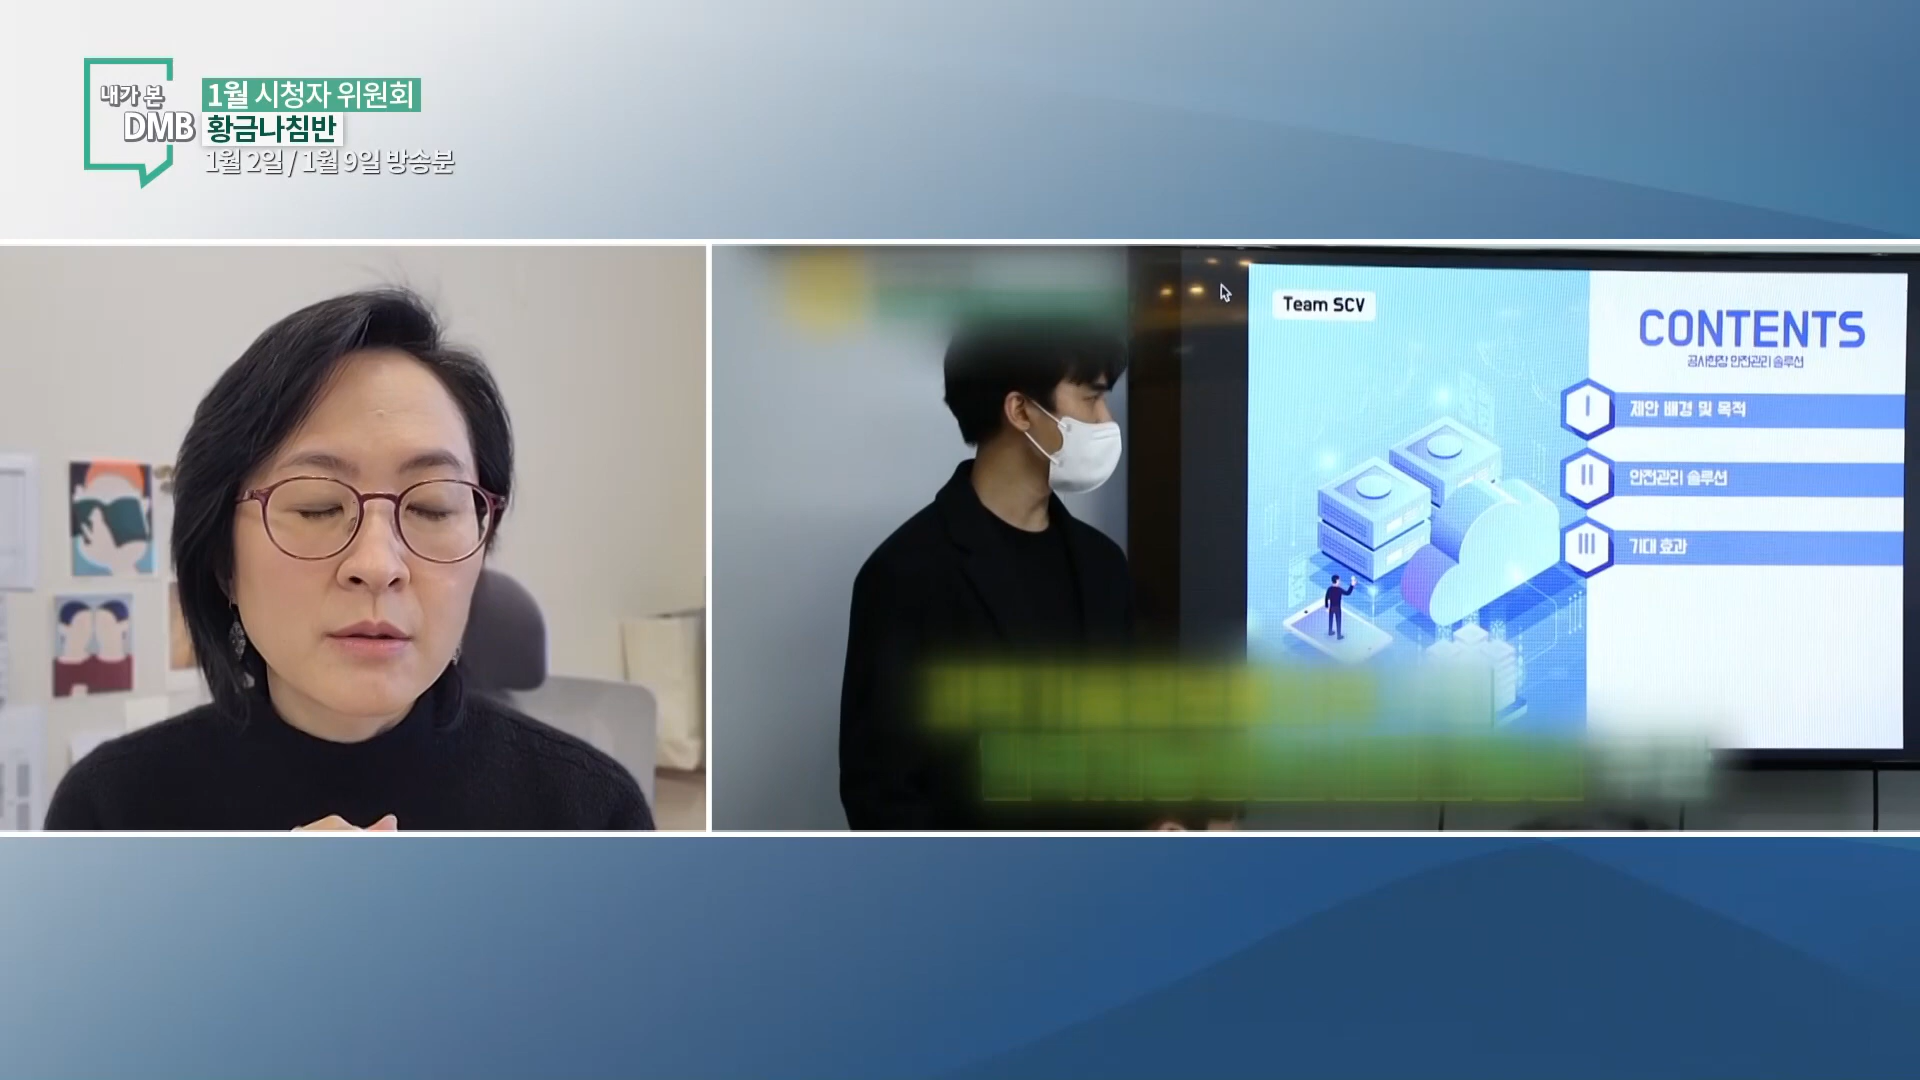 내가 본
DMB
1월 시청자 위원회
황금나침반
1월 2일 / 1월 9일 방송분
Team SCV
CONTENTS
공사현장 안전관리 솔루션
I 제안 배경 및 목적
II 안전관리 솔루션
III 기대 효과